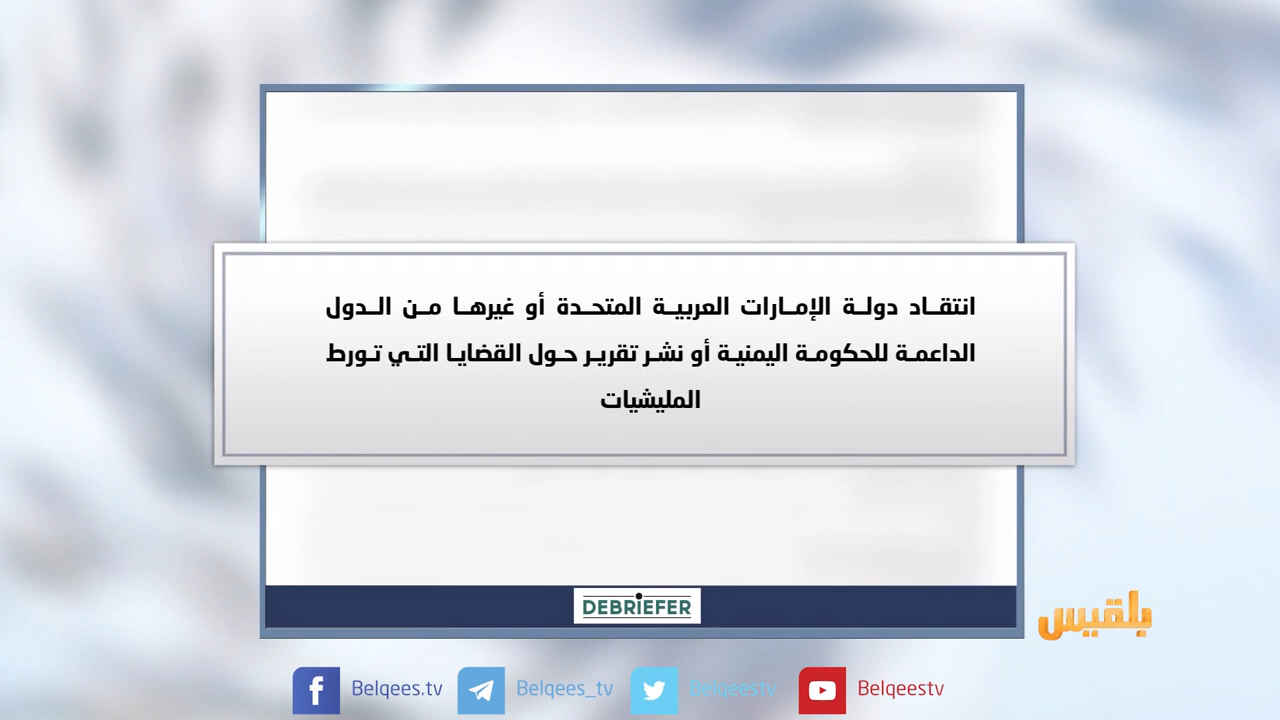 انتقاد دولة الإمارات العربية المتحدة أو غيرها من الدول
الداعمة للحكومة اليمنية أو نشر تقرير حول القضايا التي تورط
المليشيات
DEBRIEFER
بلقيس
Belqees.tv
Belqees_tv
Belqeestv
Belqeestv